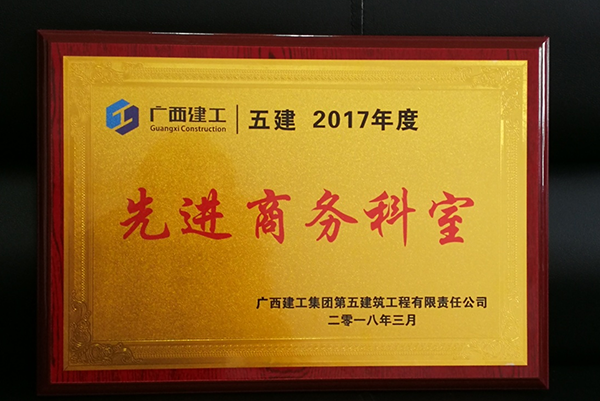 广西建工 五建 2017年度
Guangxi Construction
先进商务科室
广西建工集团第五建筑工程有限责任公司
二零一八年三月